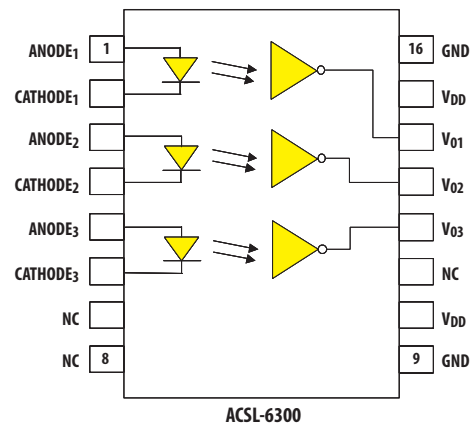 ANODE1 1 16 GND
CATHODE1 VDD
ANODE2 V01
CATHODE2 V02
ANODE3 V03
CATHODE3 NC
NC VDD
NC 8 9 GND
ACSL-6300